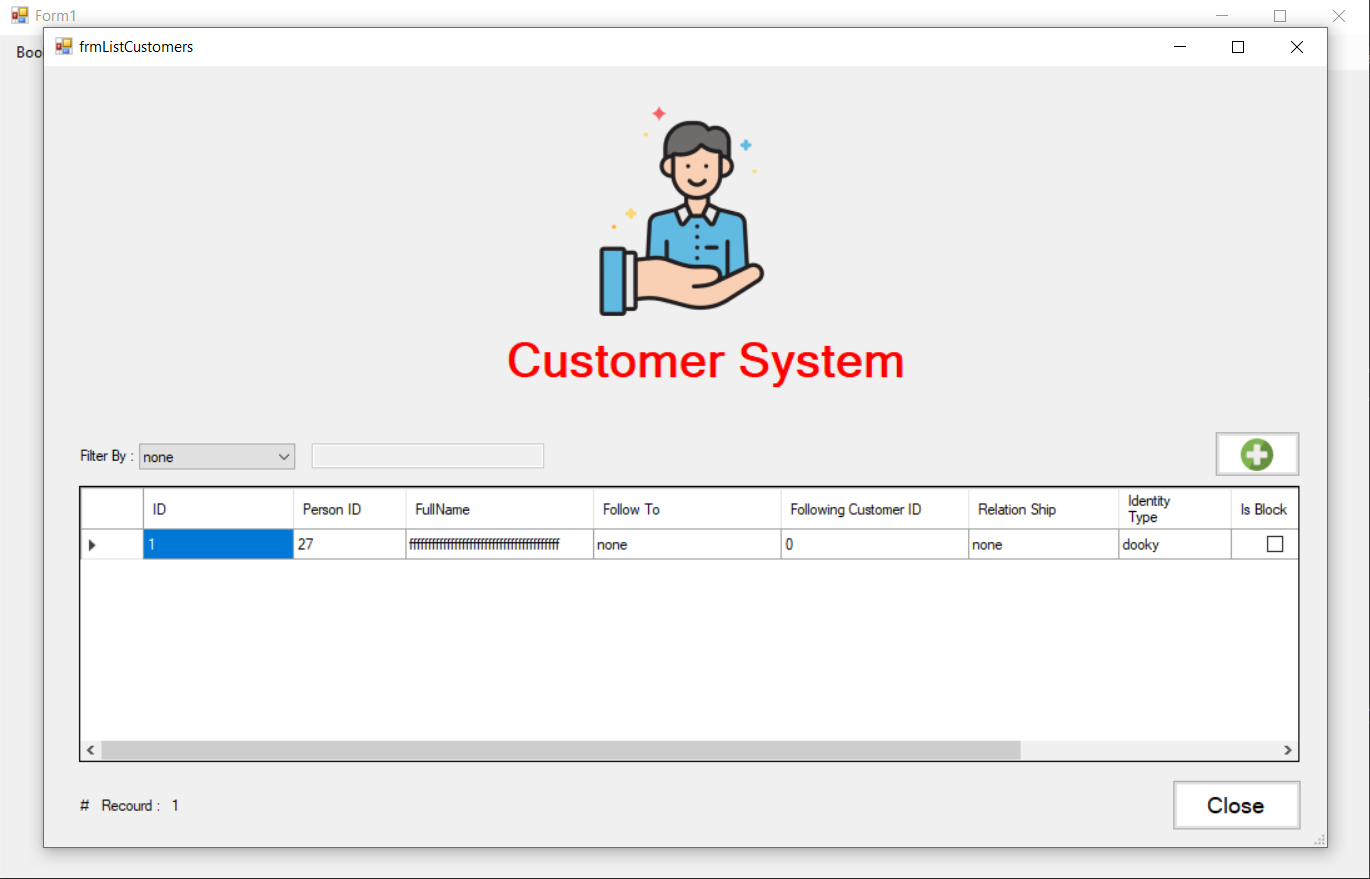 Form1
Boo
frmListCustomers
Customer System
Filter By : none
ID Person ID FullName Follow To Following Customer ID Relation Ship Identity Type Is Block
1 27 none 0 none dooky
# Recourd : 1
Close